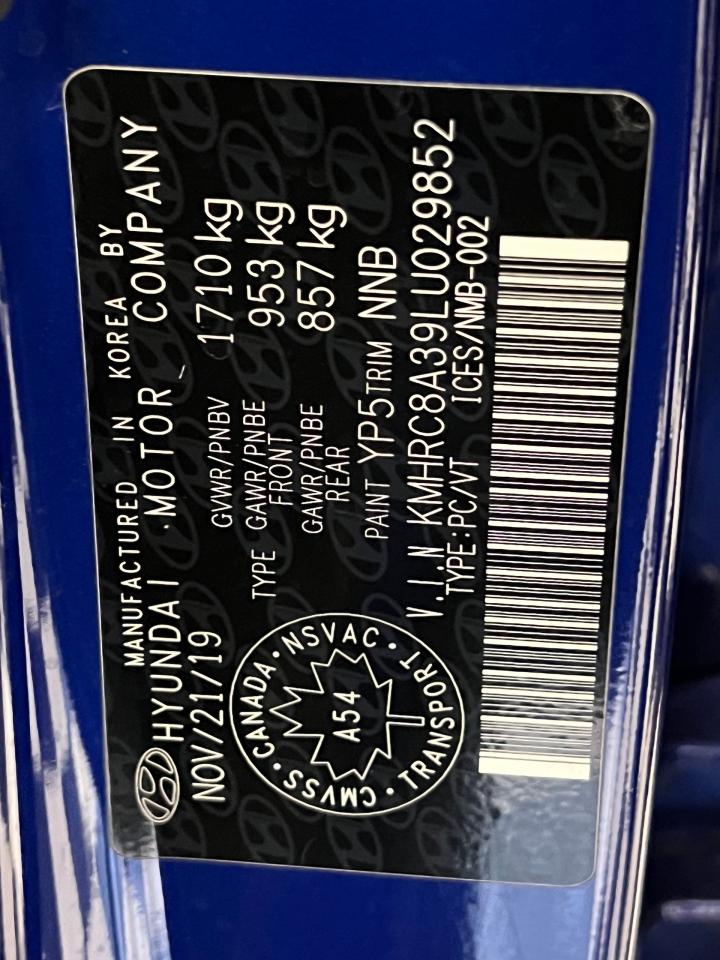 MANUFACTURED IN KOREA BY
HYUNDAI MOTOR COMPANY
NOV/21/19
GVWR/PNBV 1710 kg
TYPE GAWR/PNBE FRONT 953 kg
GAWR/PNBE REAR 857 kg
PAINT YP5 TRIM NNB
V.I.N KMHRC8A39LU029852
TYPE:PC/VT ICES/NMB-002
CMVSS · CANADA · NSVAC · TRANSPORT ·
A54